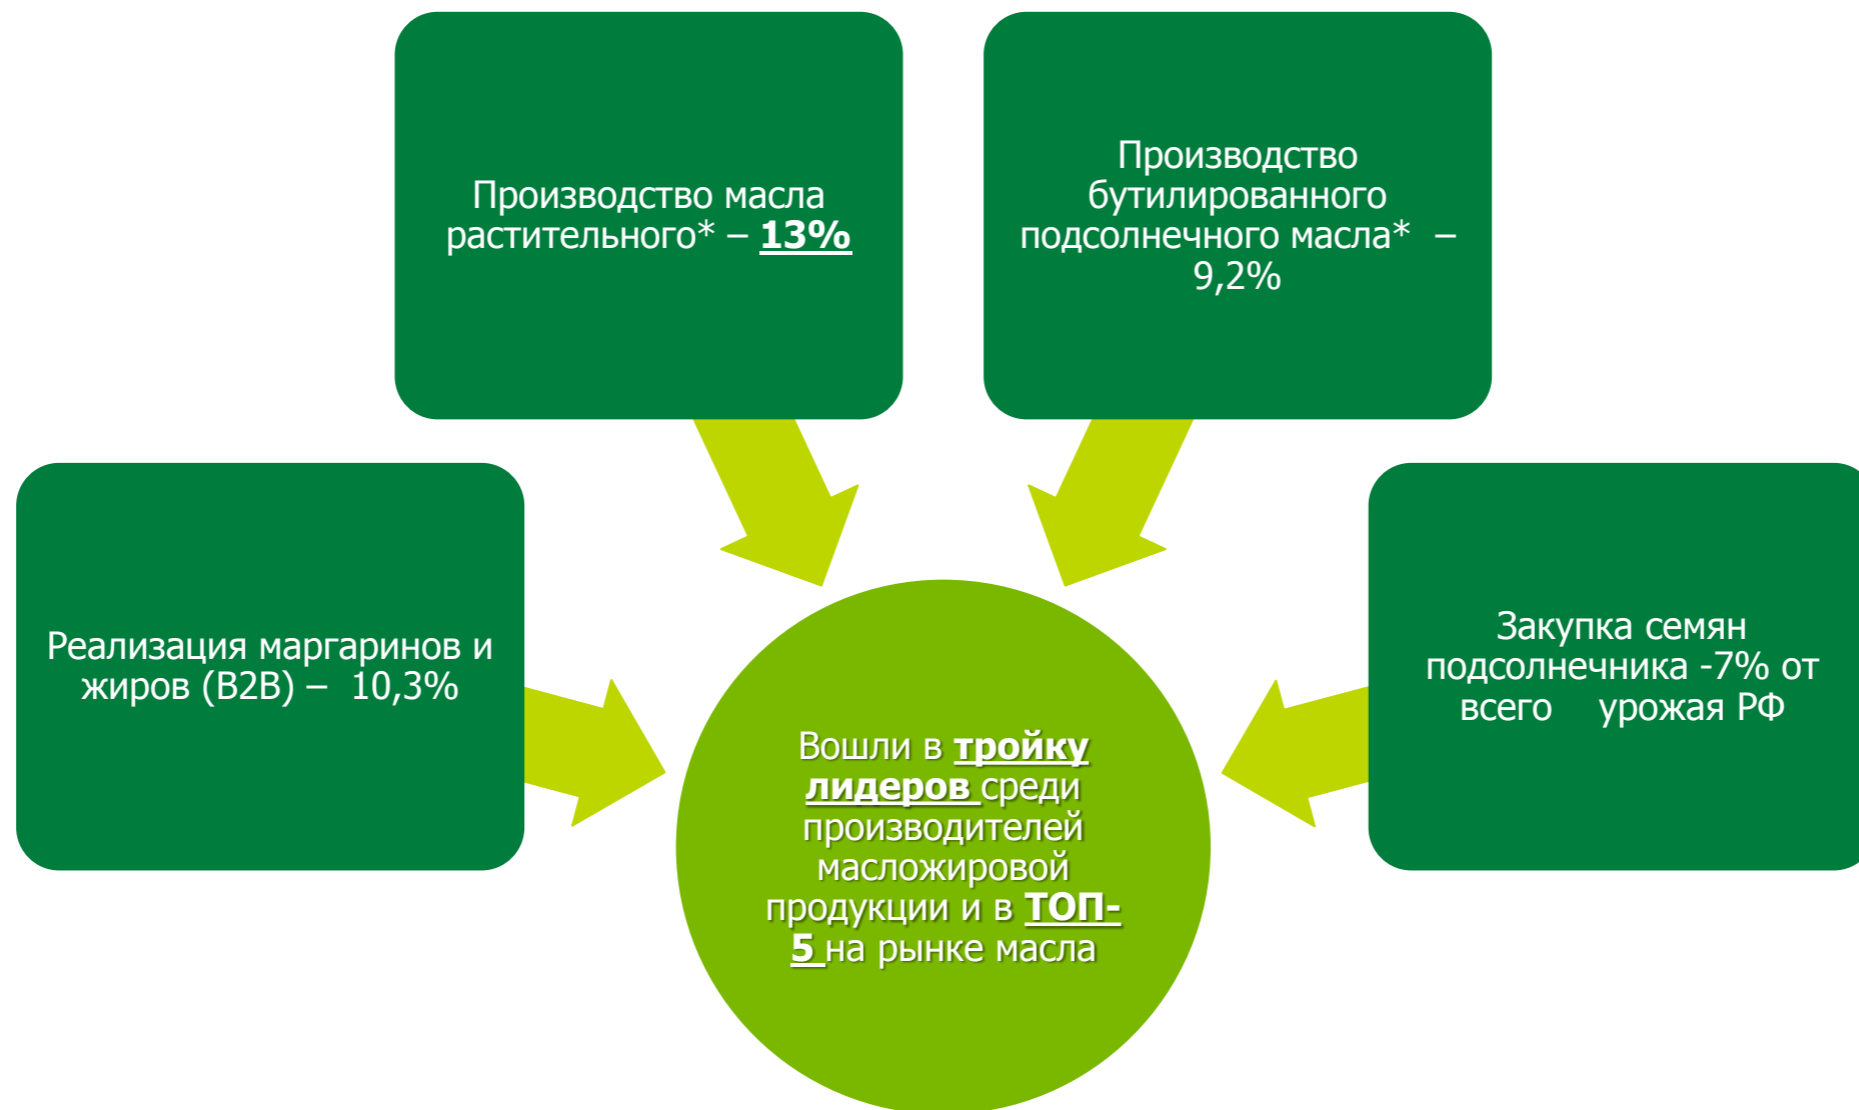 Производство масла
растительного* – 13%
Производство
бутилированного
подсолнечного масла*  –
9,2%
Реализация маргаринов и
жиров (B2B) –  10,3%
Закупка семян
подсолнечника -7% от
всего    урожая РФ
Вошли в тройку
лидеров среди
производителей
масложировой
продукции и в ТОП-
5 на рынке масла